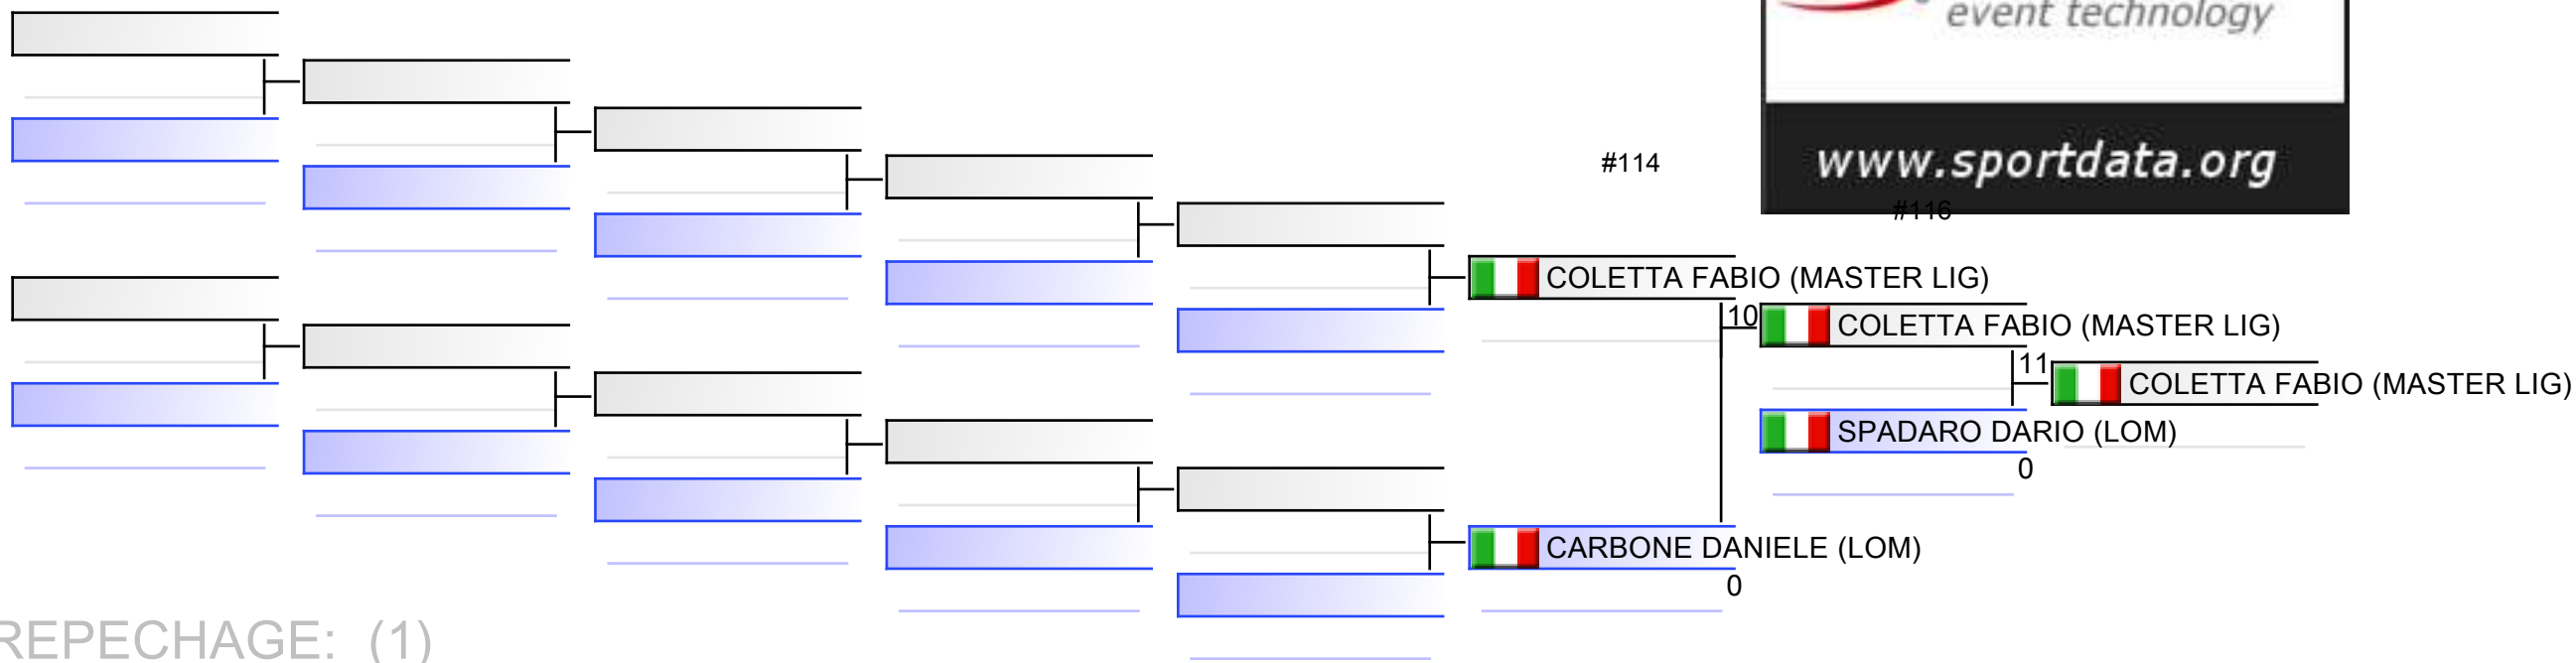 event technology
www.sportdata.org
#114
#116
COLETTA FABIO (MASTER LIG)
10
COLETTA FABIO (MASTER LIG)
11
COLETTA FABIO (MASTER LIG)
SPADARO DARIO (LOM)
0
CARBONE DANIELE (LOM)
0
REPECHAGE: (1)